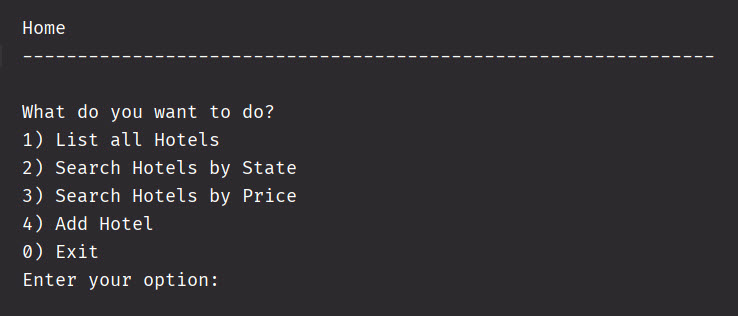 Home
---------------------------------------------------------------
What do you want to do?
1) List all Hotels
2) Search Hotels by State
3) Search Hotels by Price
4) Add Hotel
0) Exit
Enter your option: